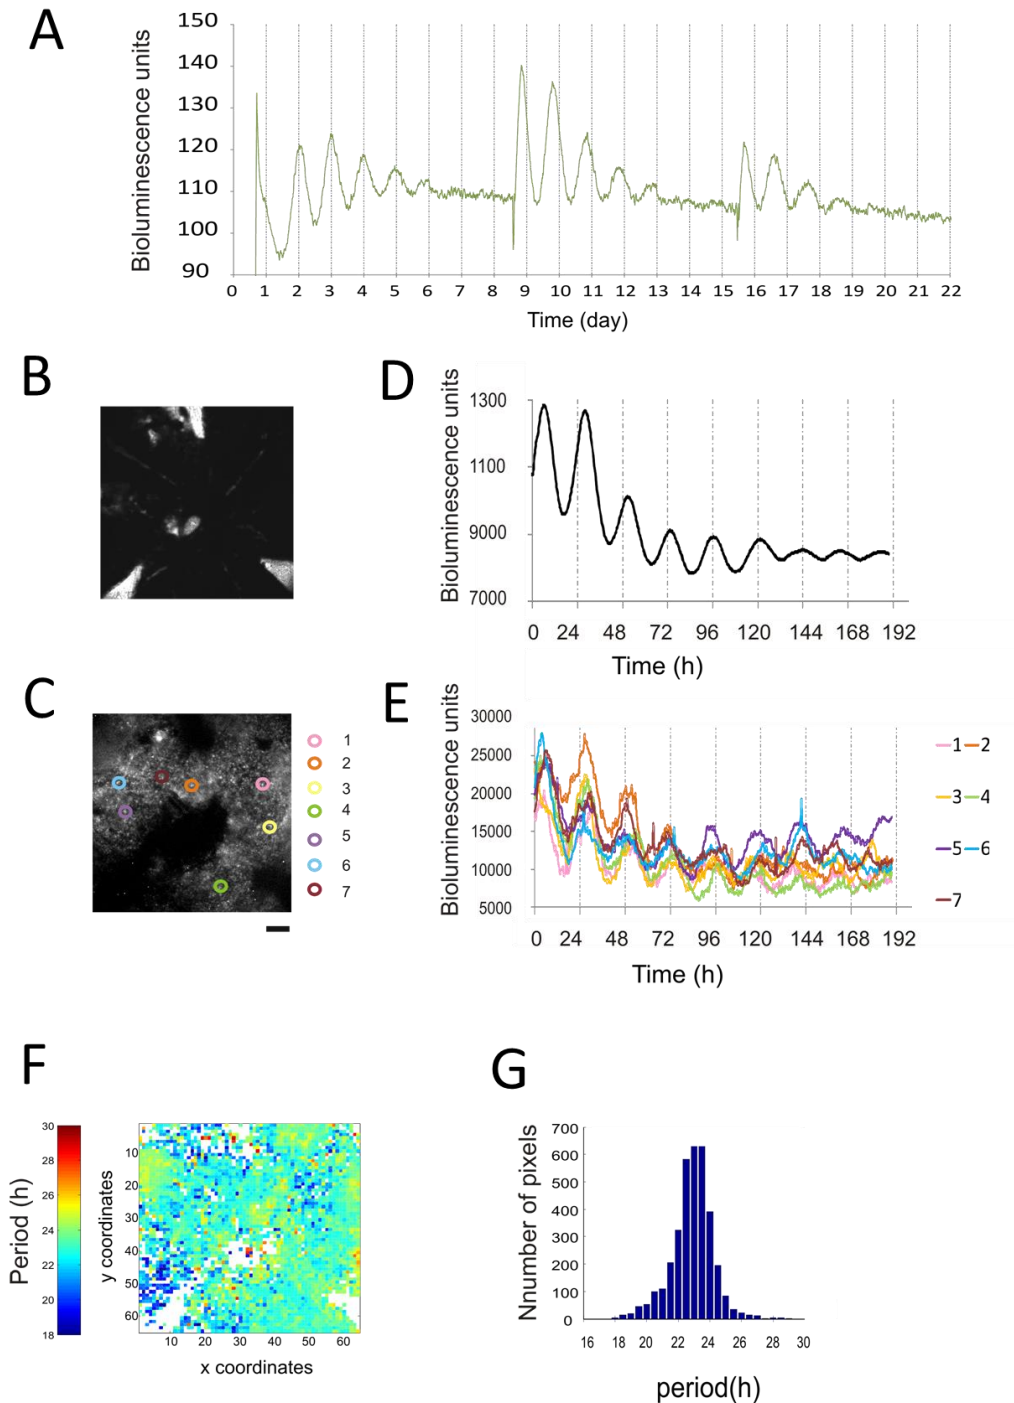 A
Bioluminescence units
150
140
130
120
110
100
90
0 1 2 3 4 5 6 7 8 9 10 11 12 13 14 15 16 17 18 19 20 21 22
Time (day)
B
D
Bioluminescence units
1300
1100
9000
7000
0 24 48 72 96 120 144 168 192
Time (h)
C
1
2
3
4
5
6
7
E
Bioluminescence units
30000
25000
20000
15000
10000
5000
0 24 48 72 96 120 144 168 192
Time (h)
1 2
3 4
5 6
7
F
Period (h)
30
28
26
24
22
20
18
y coordinates
10
20
30
40
50
60
10 20 30 40 50 60
x coordinates
G
Nnumber of pixels
700
600
500
400
300
200
100
0
16 18 20 22 24 26 28 30
period(h)